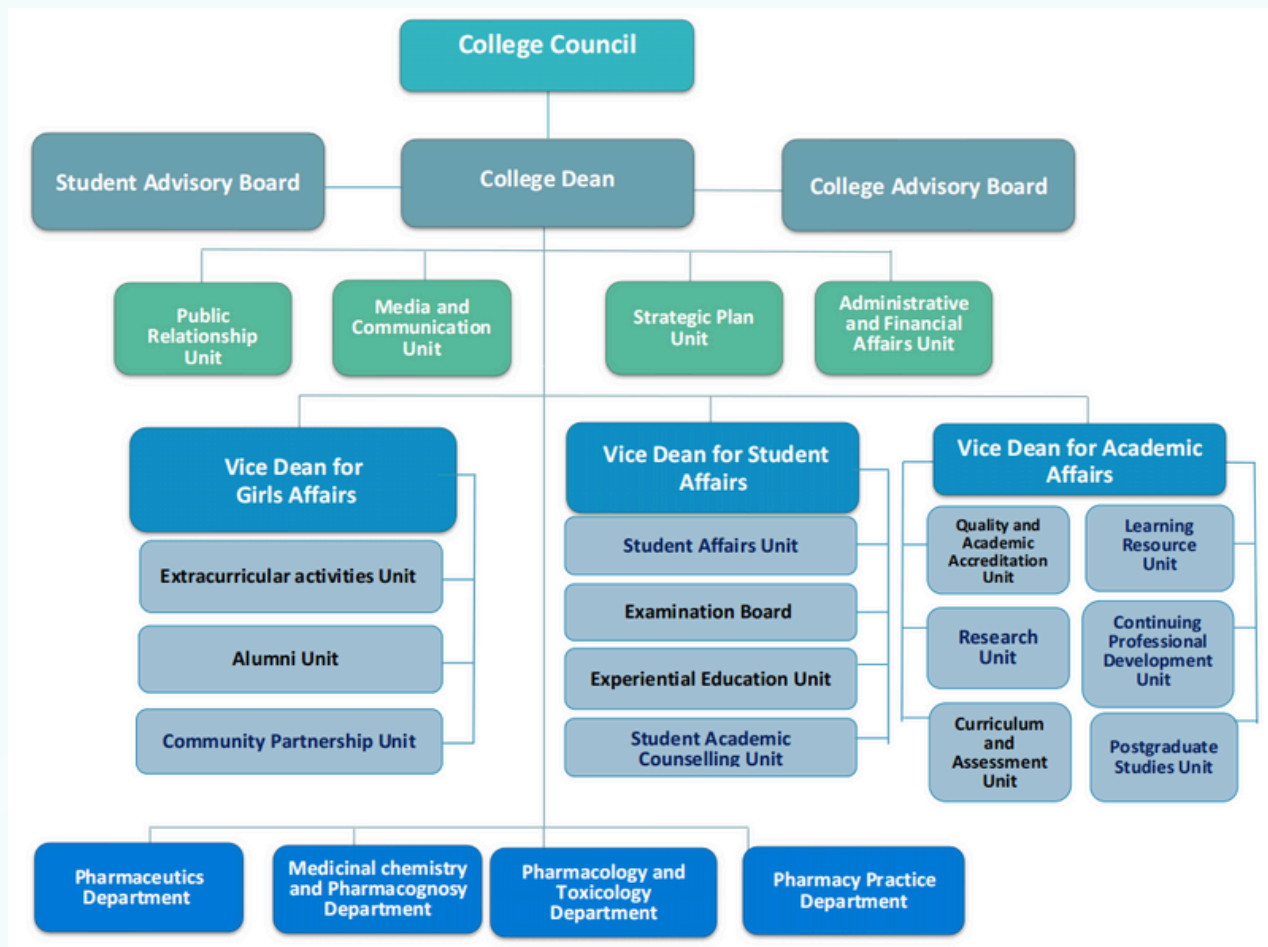 College Council
Student Advisory Board
College Dean
College Advisory Board
Public
Relationship
Unit
Media and
Communication
Unit
Strategic Plan
Unit
Administrative
and Financial
Affairs Unit
Vice Dean for
Girls Affairs
Extracurricular activities Unit
Alumni Unit
Community Partnership Unit
Vice Dean for Student
Affairs
Student Affairs Unit
Examination Board
Experiential Education Unit
Student Academic
Counselling Unit
Vice Dean for Academic
Affairs
Quality and
Academic
Accreditation
Unit
Learning
Resource
Unit
Research
Unit
Continuing
Professional
Development
Unit
Curriculum
and
Assessment
Unit
Postgraduate
Studies Unit
Pharmaceutics
Department
Medicinal chemistry
and Pharmacognosy
Department
Pharmacology and
Toxicology
Department
Pharmacy Practice
Department